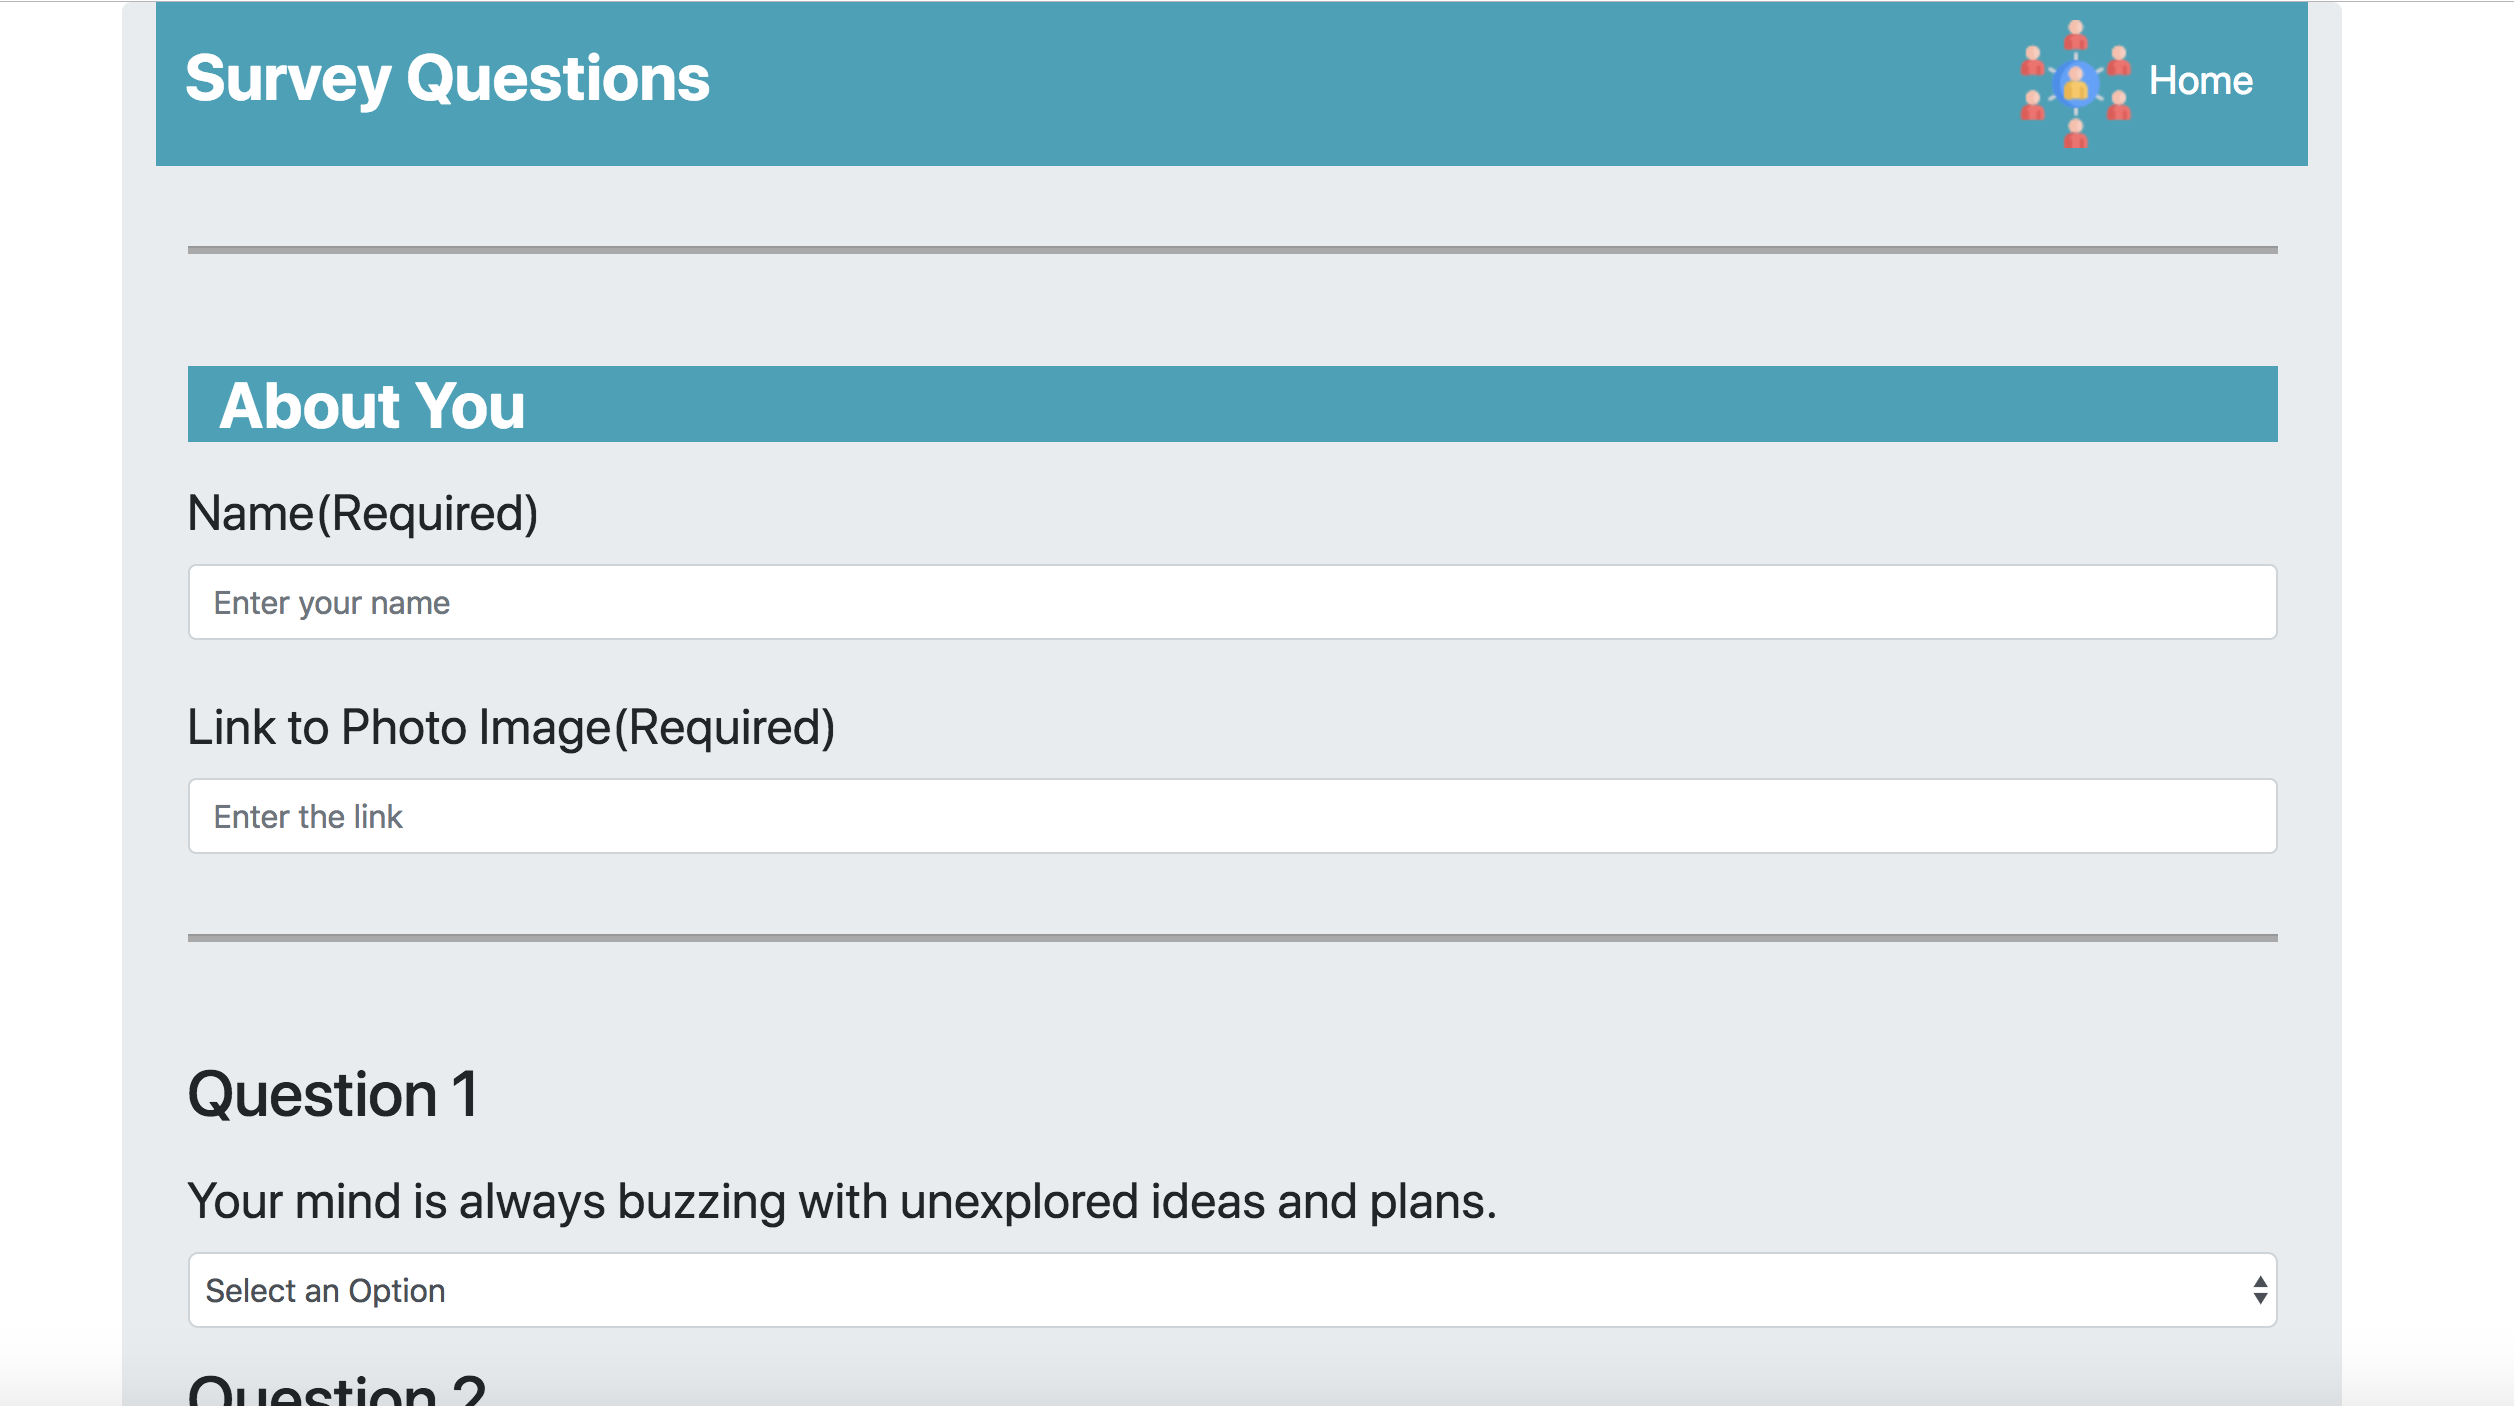 Survey Questions
Home
About You
Name(Required)
Enter your name
Link to Photo Image(Required)
Enter the link
Question 1
Your mind is always buzzing with unexplored ideas and plans.
Select an Option
Question 2